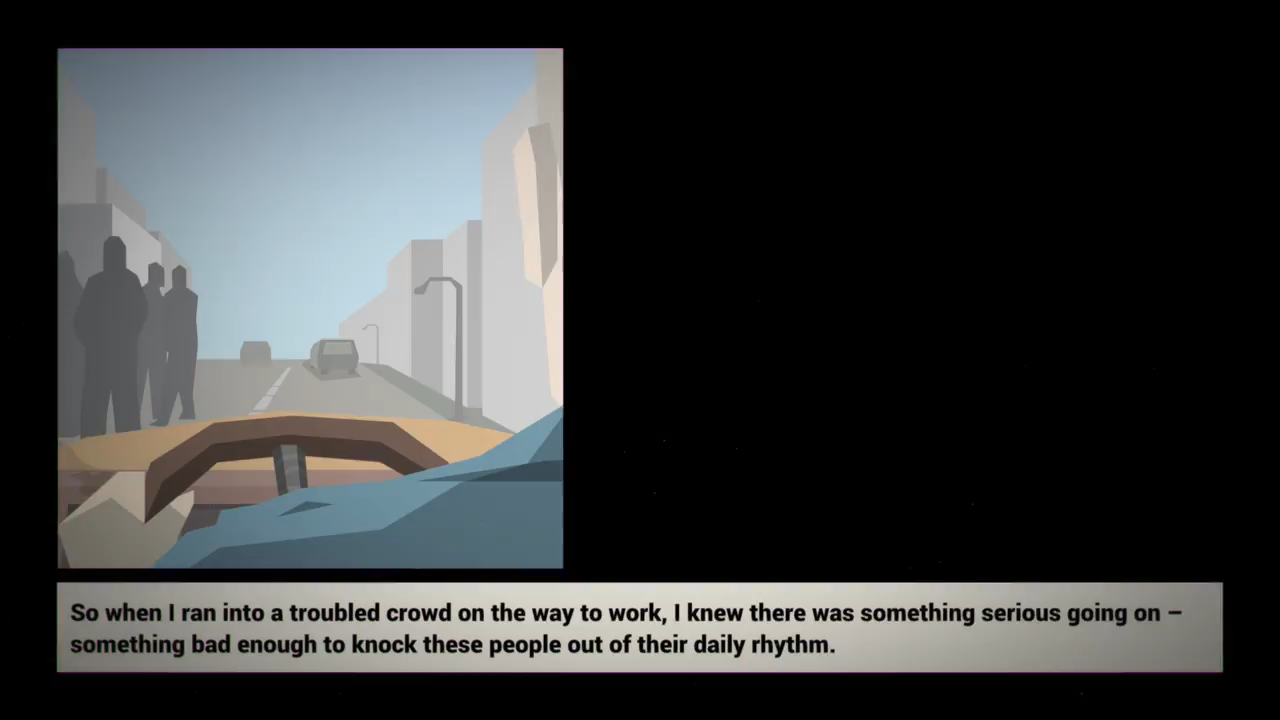 So when I ran into a troubled crowd on the way to work, I knew there was something serious going on –
something bad enough to knock these people out of their daily rhythm.